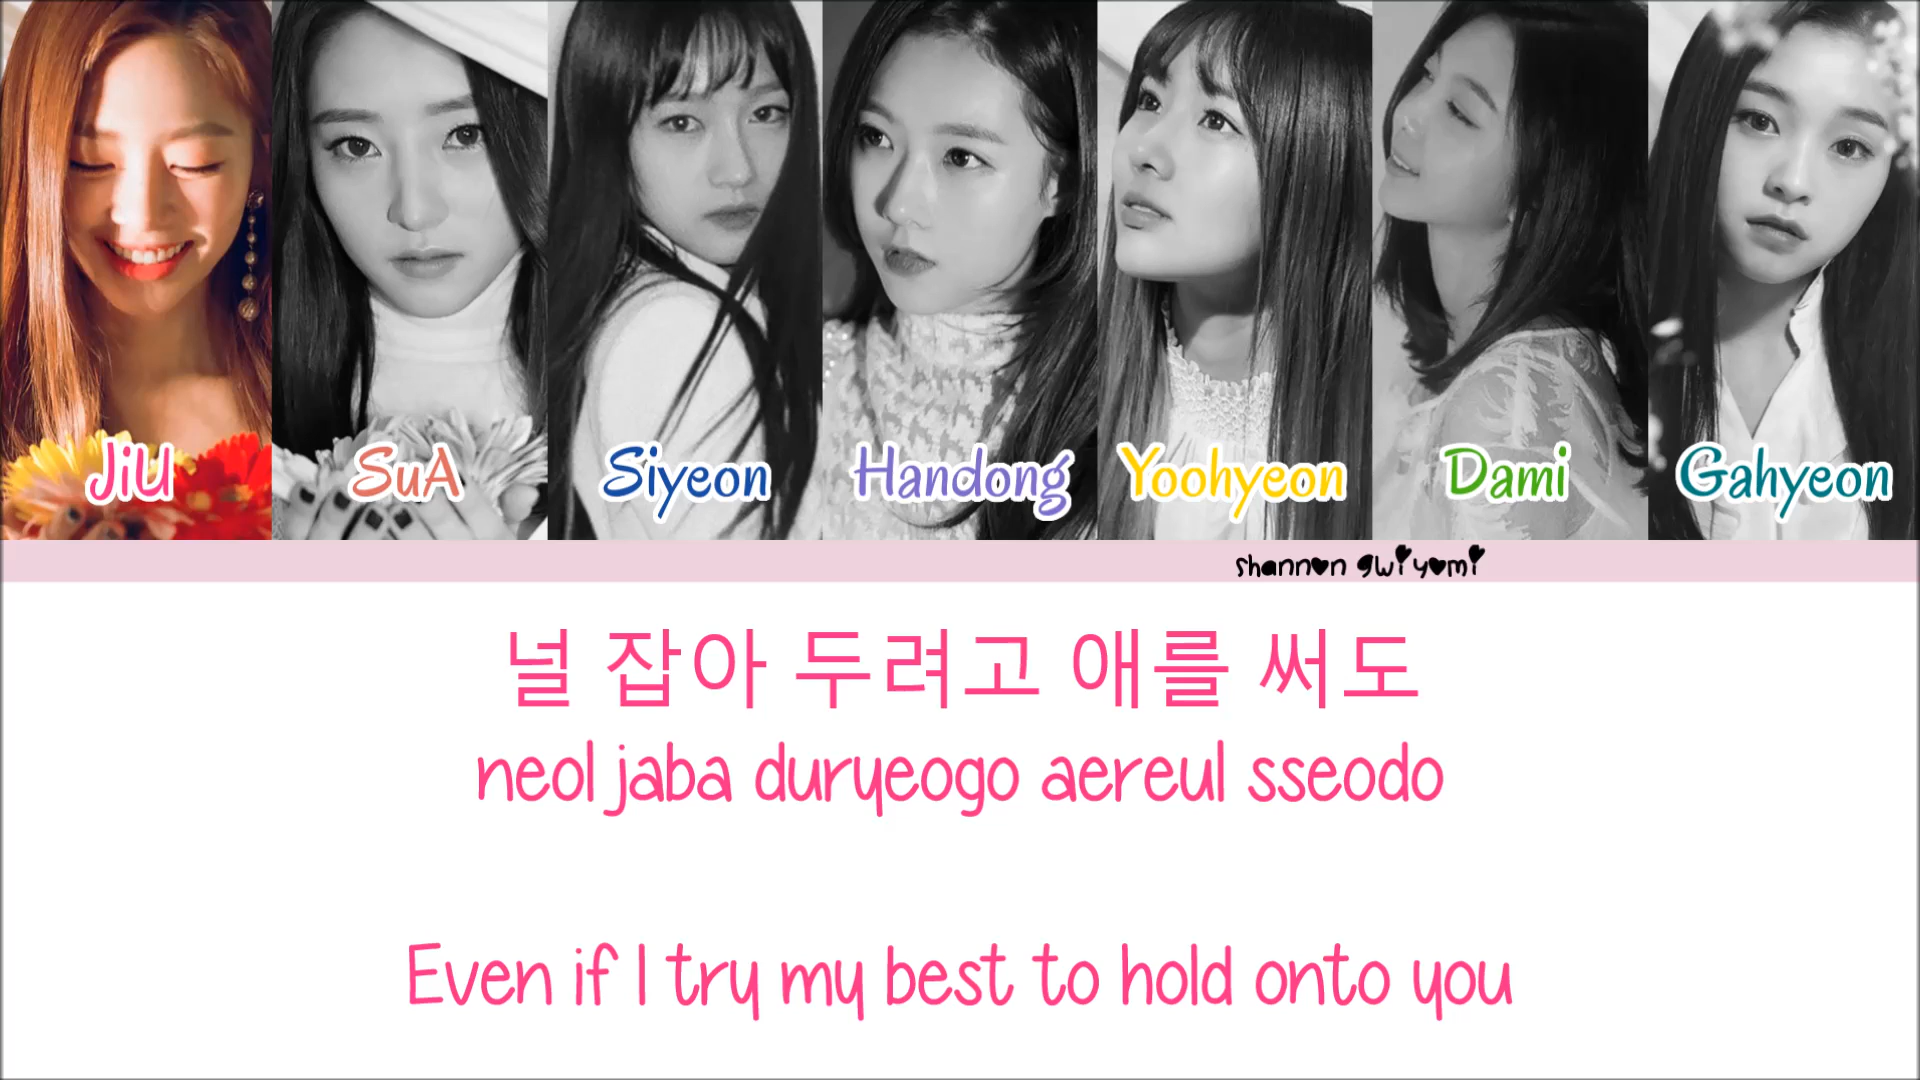 JiU SuA Siyeon Handong Yoohyeon Dami Gahyeon
shannon gwiyomi
널 잡아 두려고 애를 써도
neol jaba duryeogo aereul sseodo
Even if I try my best to hold onto you